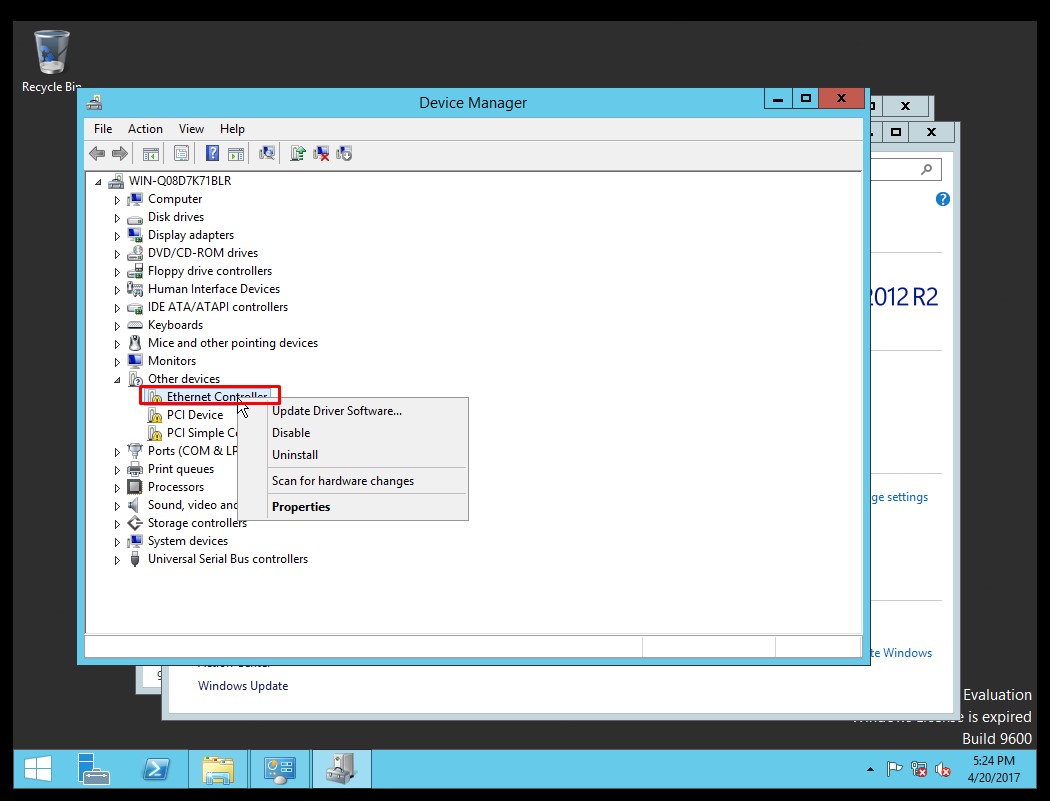 Recycle Bin
Device Manager
File Action View Help
WIN-Q08D7K71BLR
Computer
Disk drives
Display adapters
DVD/CD-ROM drives
Floppy drive controllers
Human Interface Devices
IDE ATA/ATAPI controllers
Keyboards
Mice and other pointing devices
Monitors
Other devices
Ethernet Controller
PCI Device
PCI Simple Co
Ports (COM & LP
Print queues
Processors
Sound, video and
Storage controllers
System devices
Universal Serial Bus controllers
Update Driver Software...
Disable
Uninstall
Scan for hardware changes
Properties
2012 R2
ge settings
te Windows
Action Center
Windows Update
Evaluation
Windows License is expired
Build 9600
5:24 PM
4/20/2017